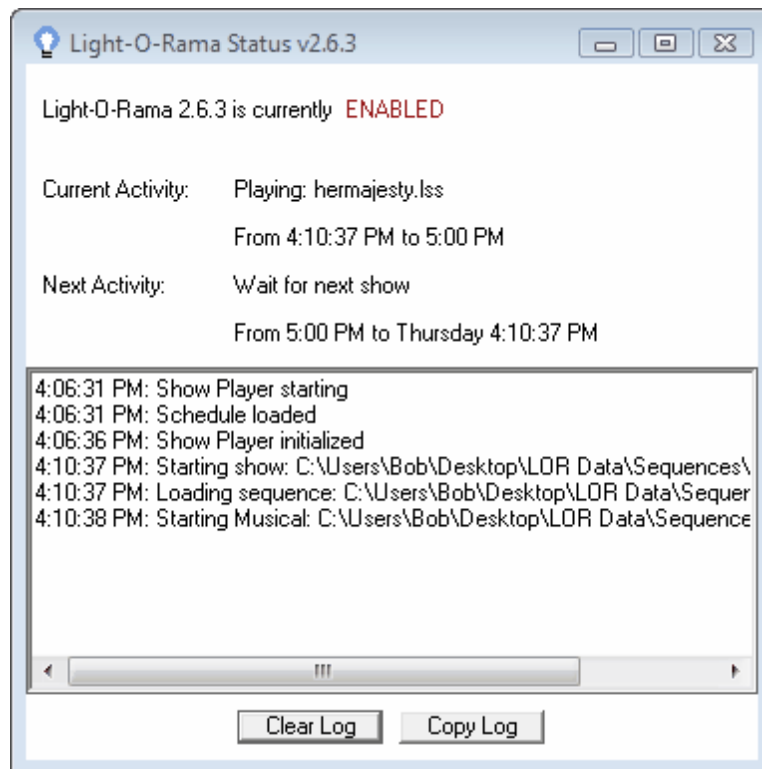 Light-O-Rama Status v2.6.3
Light-O-Rama 2.6.3 is currently ENABLED
Current Activity: Playing: hermajesty.lss
From 4:10:37 PM to 5:00 PM
Next Activity: Wait for next show
From 5:00 PM to Thursday 4:10:37 PM
4:06:31 PM: Show Player starting
4:06:31 PM: Schedule loaded
4:06:36 PM: Show Player initialized
4:10:37 PM: Starting show: C:\Users\Bob\Desktop\LOR Data\Sequences\
4:10:37 PM: Loading sequence: C:\Users\Bob\Desktop\LOR Data\Sequer
4:10:38 PM: Starting Musical: C:\Users\Bob\Desktop\LOR Data\Sequence
Clear Log Copy Log